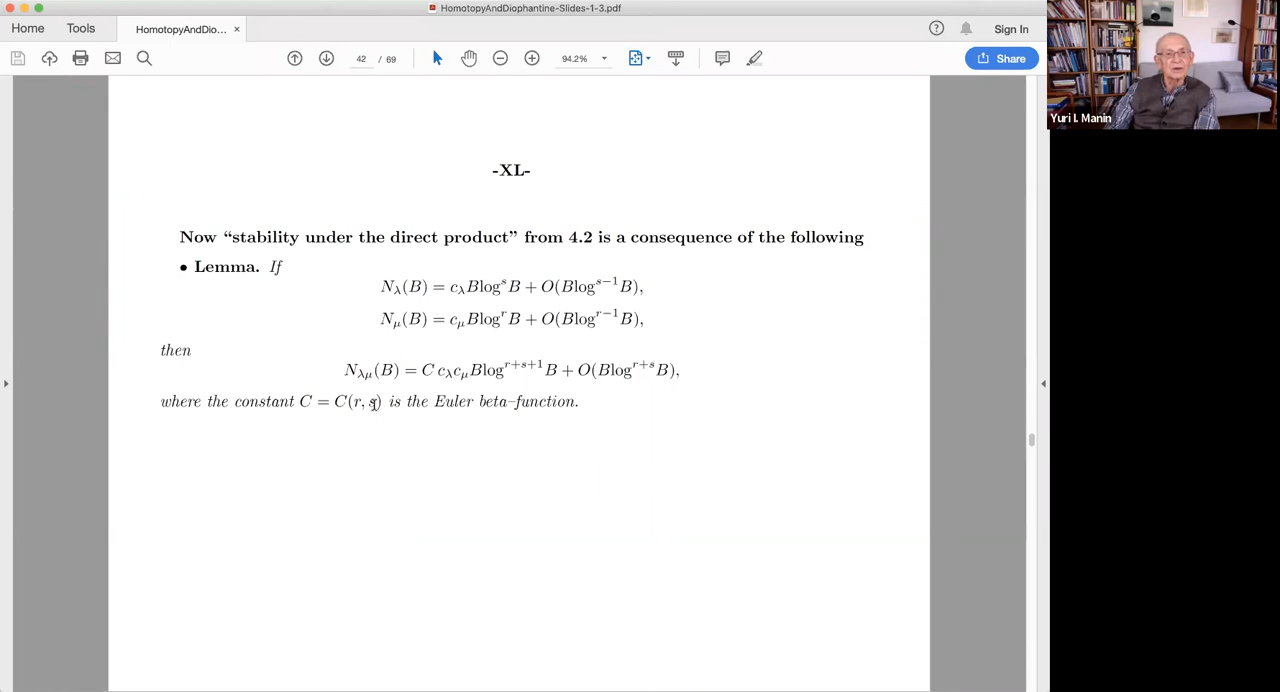 HomotopyAndDiophantine-Slides-1-3.pdf
Home Tools HomotopyAndDio... × Sign In
42 / 69 94.2% Share
Yuri I. Manin
-XL-
Now “stability under the direct product” from 4.2 is a consequence of the following
• Lemma. If
N_λ(B) = c_λ B log^s B + O(B log^{s−1} B),
N_μ(B) = c_μ B log^r B + O(B log^{r−1} B),
then
N_{λμ}(B) = C c_λ c_μ B log^{r+s+1} B + O(B log^{r+s} B),
where the constant C = C(r, s) is the Euler beta–function.